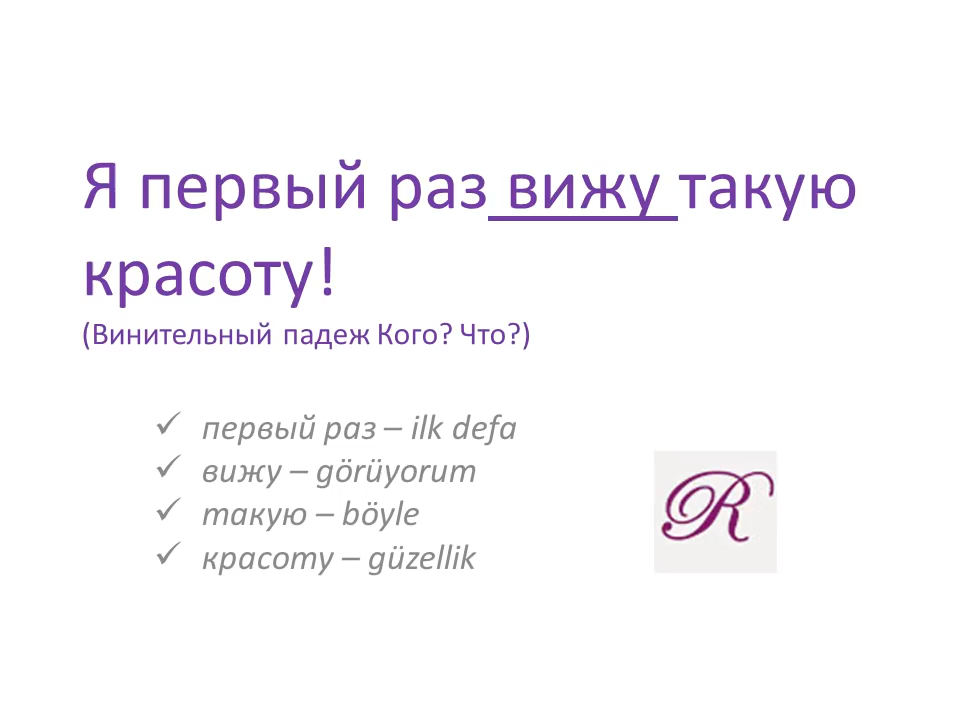 Я первый раз вижу такую
красоту!
(Винительный падеж Кого? Что?)
✓ первый раз – ilk defa
✓ вижу – görüyorum
✓ такую – böyle
✓ красоту – güzellik
R